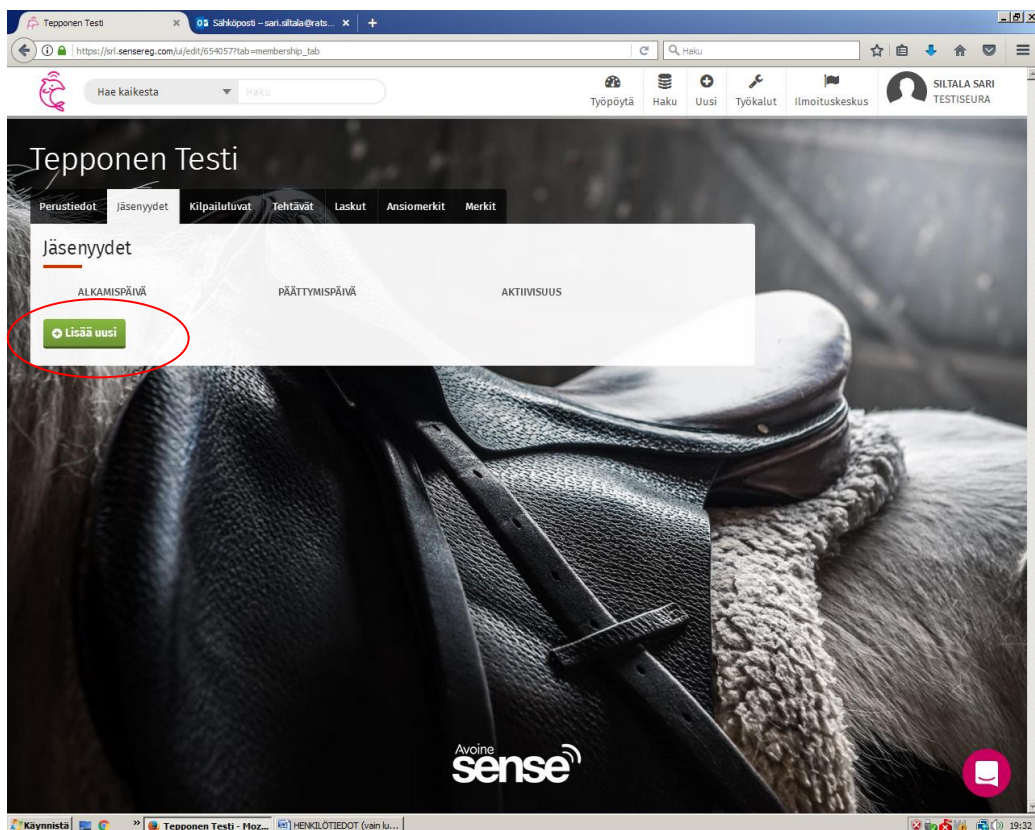 Tepponen Testi
Sähköposti – sari.siltala@rats...
https://srl.sensereg.com/ui/edit/654057?tab=membership_tab
Haku
Hae kaikesta
Haku
Työpöytä
Haku
Uusi
Työkalut
Ilmoituskeskus
SILTALA SARI
TESTISEURA
Tepponen Testi
Perustiedot
Jäsenyydet
Kilpailuluvat
Tehtävät
Laskut
Ansiomerkit
Merkit
Jäsenyydet
ALKAMISPÄIVÄ
PÄÄTTYMISPÄIVÄ
AKTIIVISUUS
Lisää uusi
Avoine
sense
Käynnistä
Tepponen Testi - Moz...
HENKILÖTIEDOT (vain lu...
19:32